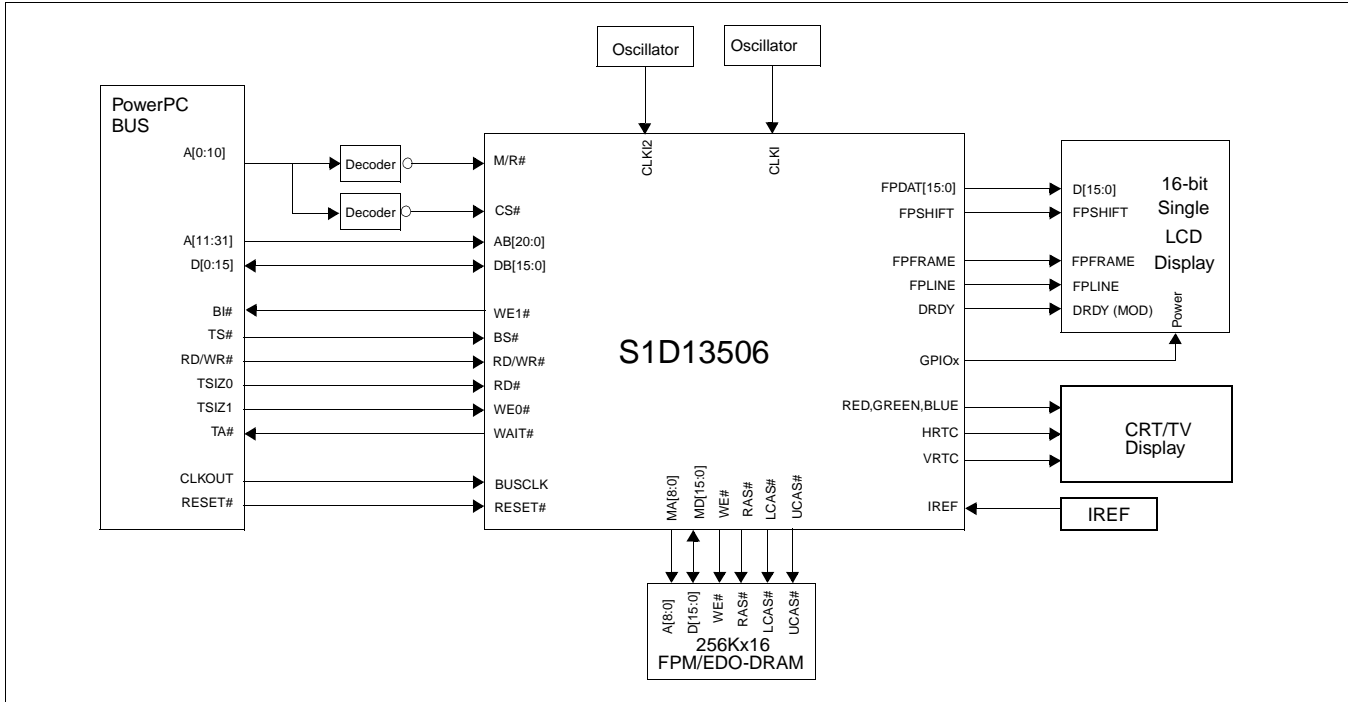 Oscillator
Oscillator
PowerPC
BUS
A[0:10]
A[11:31]
D[0:15]
BI#
TS#
RD/WR#
TSIZ0
TSIZ1
TA#
CLKOUT
RESET#
Decoder
Decoder
CLKI2
CLKI
M/R#
CS#
AB[20:0]
DB[15:0]
WE1#
BS#
RD/WR#
RD#
WE0#
WAIT#
BUSCLK
RESET#
S1D13506
FPDAT[15:0]
FPSHIFT
FPFRAME
FPLINE
DRDY
GPIOx
RED,GREEN,BLUE
HRTC
VRTC
IREF
MA[8:0]
MD[15:0]
WE#
RAS#
LCAS#
UCAS#
D[15:0]
FPSHIFT
FPFRAME
FPLINE
DRDY (MOD)
16-bit
Single
LCD
Display
Power
CRT/TV
Display
IREF
A[8:0]
D[15:0]
WE#
RAS#
LCAS#
UCAS#
256Kx16
FPM/EDO-DRAM